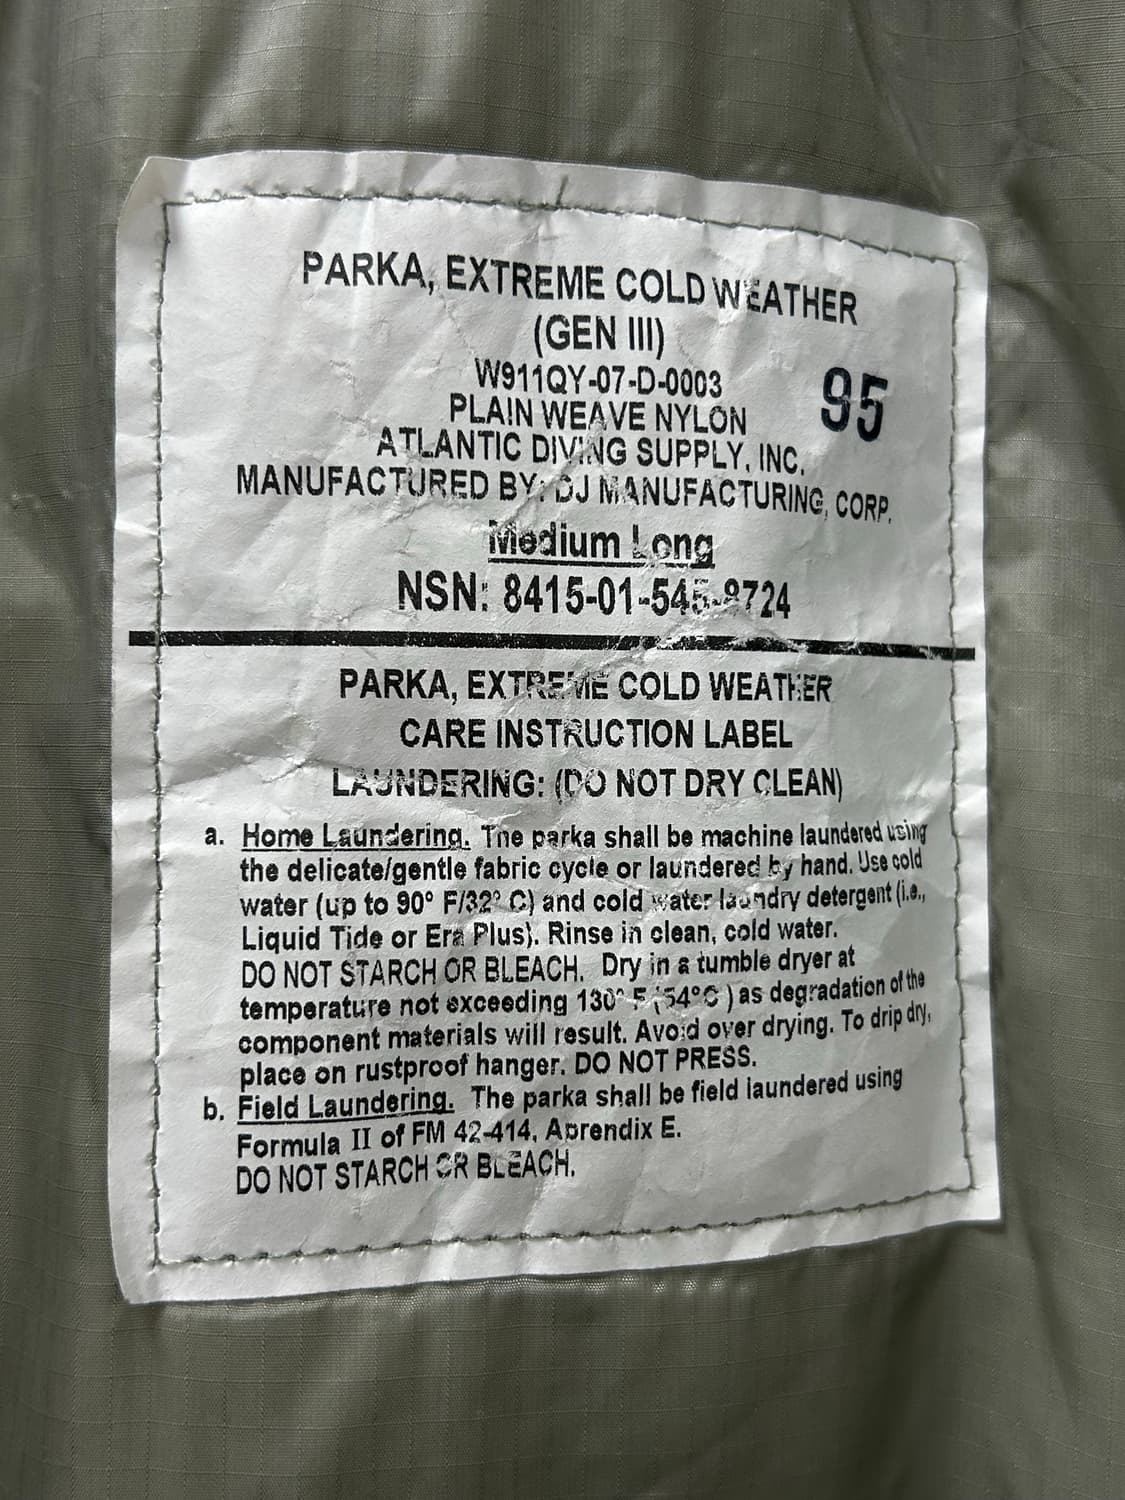 PARKA, EXTREME COLD WEATHER
(GEN III)
W911QY-07-D-0003
95
PLAIN WEAVE NYLON
ATLANTIC DIVING SUPPLY, INC.
MANUFACTURED BY: DJ MANUFACTURING, CORP.
Medium Long
NSN: 8415-01-545-8724
PARKA, EXTREME COLD WEATHER
CARE INSTRUCTION LABEL
LAUNDERING: (DO NOT DRY CLEAN)
a. Home Laundering. The parka shall be machine laundered using
the delicate/gentle fabric cycle or laundered by hand. Use cold
water (up to 90° F/32° C) and cold water laundry detergent (i.e.,
Liquid Tide or Era Plus). Rinse in clean, cold water.
DO NOT STARCH OR BLEACH. Dry in a tumble dryer at
temperature not exceeding 130° F (54°C ) as degradation of the
component materials will result. Avoid over drying. To drip dry,
place on rustproof hanger. DO NOT PRESS.
b. Field Laundering. The parka shall be field laundered using
Formula II of FM 42-414, Aprendix E.
DO NOT STARCH OR BLEACH.